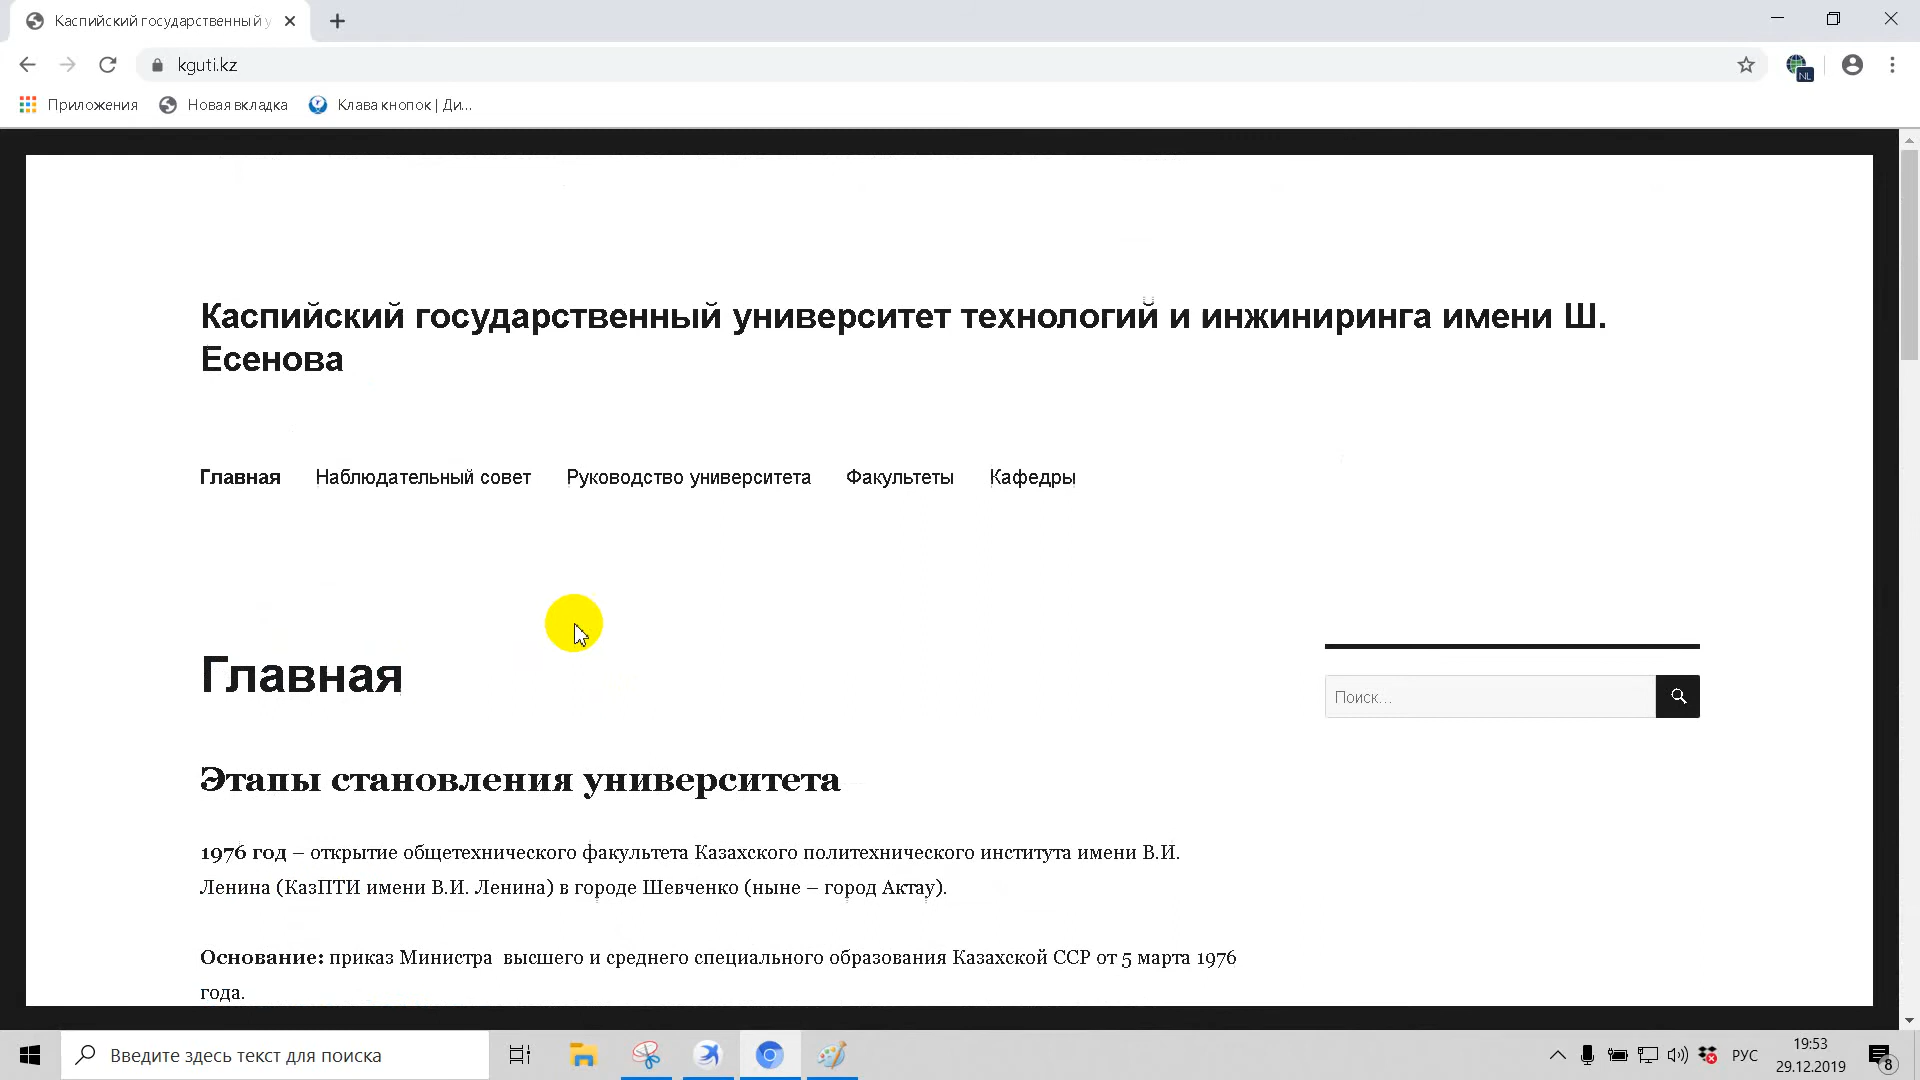 Каспийский государственный у
kguti.kz
NL
Приложения Новая вкладка Клава кнопок | Ди...
Каспийский государственный университет технологий и инжиниринга имени Ш.
Есенова
Главная Наблюдательный совет Руководство университета Факультеты Кафедры
Главная
Поиск...
Этапы становления университета
1976 год – открытие общетехнического факультета Казахского политехнического института имени В.И.
Ленина (КазПТИ имени В.И. Ленина) в городе Шевченко (ныне – город Актау).
Основание: приказ Министра высшего и среднего специального образования Казахской ССР от 5 марта 1976
года.
Введите здесь текст для поиска
РУС
19:53
29.12.2019
8